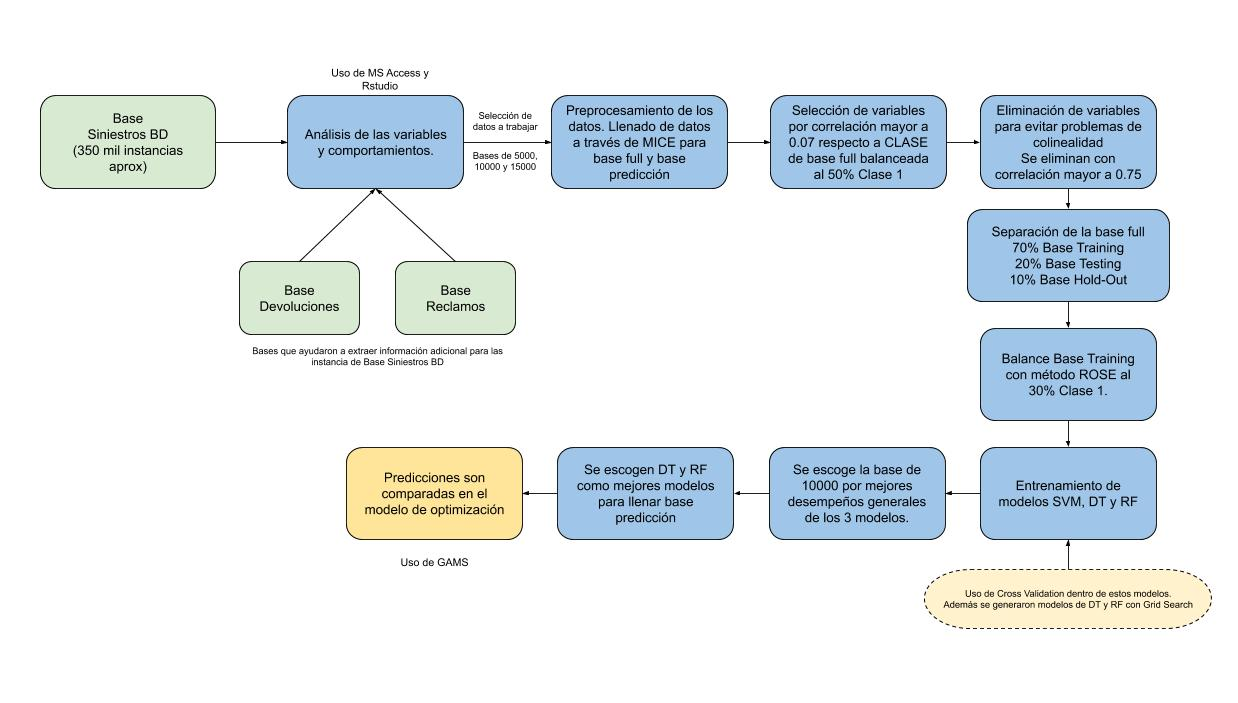 Uso de MS Access y
Rstudio
Base
Siniestros BD
(350 mil instancias
aprox)
Análisis de las variables
y comportamientos.
Selección de
datos a trabajar
Bases de 5000,
10000 y 15000
Preprocesamiento de los
datos. Llenado de datos
a través de MICE para
base full y base
predicción
Selección de variables
por correlación mayor a
0.07 respecto a CLASE
de base full balanceada
al 50% Clase 1
Eliminación de variables
para evitar problemas de
colinealidad
Se eliminan con
correlación mayor a 0.75
Separación de la base full
70% Base Training
20% Base Testing
10% Base Hold-Out
Base
Devoluciones
Base
Reclamos
Bases que ayudaron a extraer información adicional para las
instancia de Base Siniestros BD
Balance Base Training
con método ROSE al
30% Clase 1.
Entrenamiento de
modelos SVM, DT y RF
Se escoge la base de
10000 por mejores
desempeños generales
de los 3 modelos.
Se escogen DT y RF
como mejores modelos
para llenar base
predicción
Predicciones son
comparadas en el
modelo de optimización
Uso de GAMS
Uso de Cross Validation dentro de estos modelos.
Además se generaron modelos de DT y RF con Grid Search